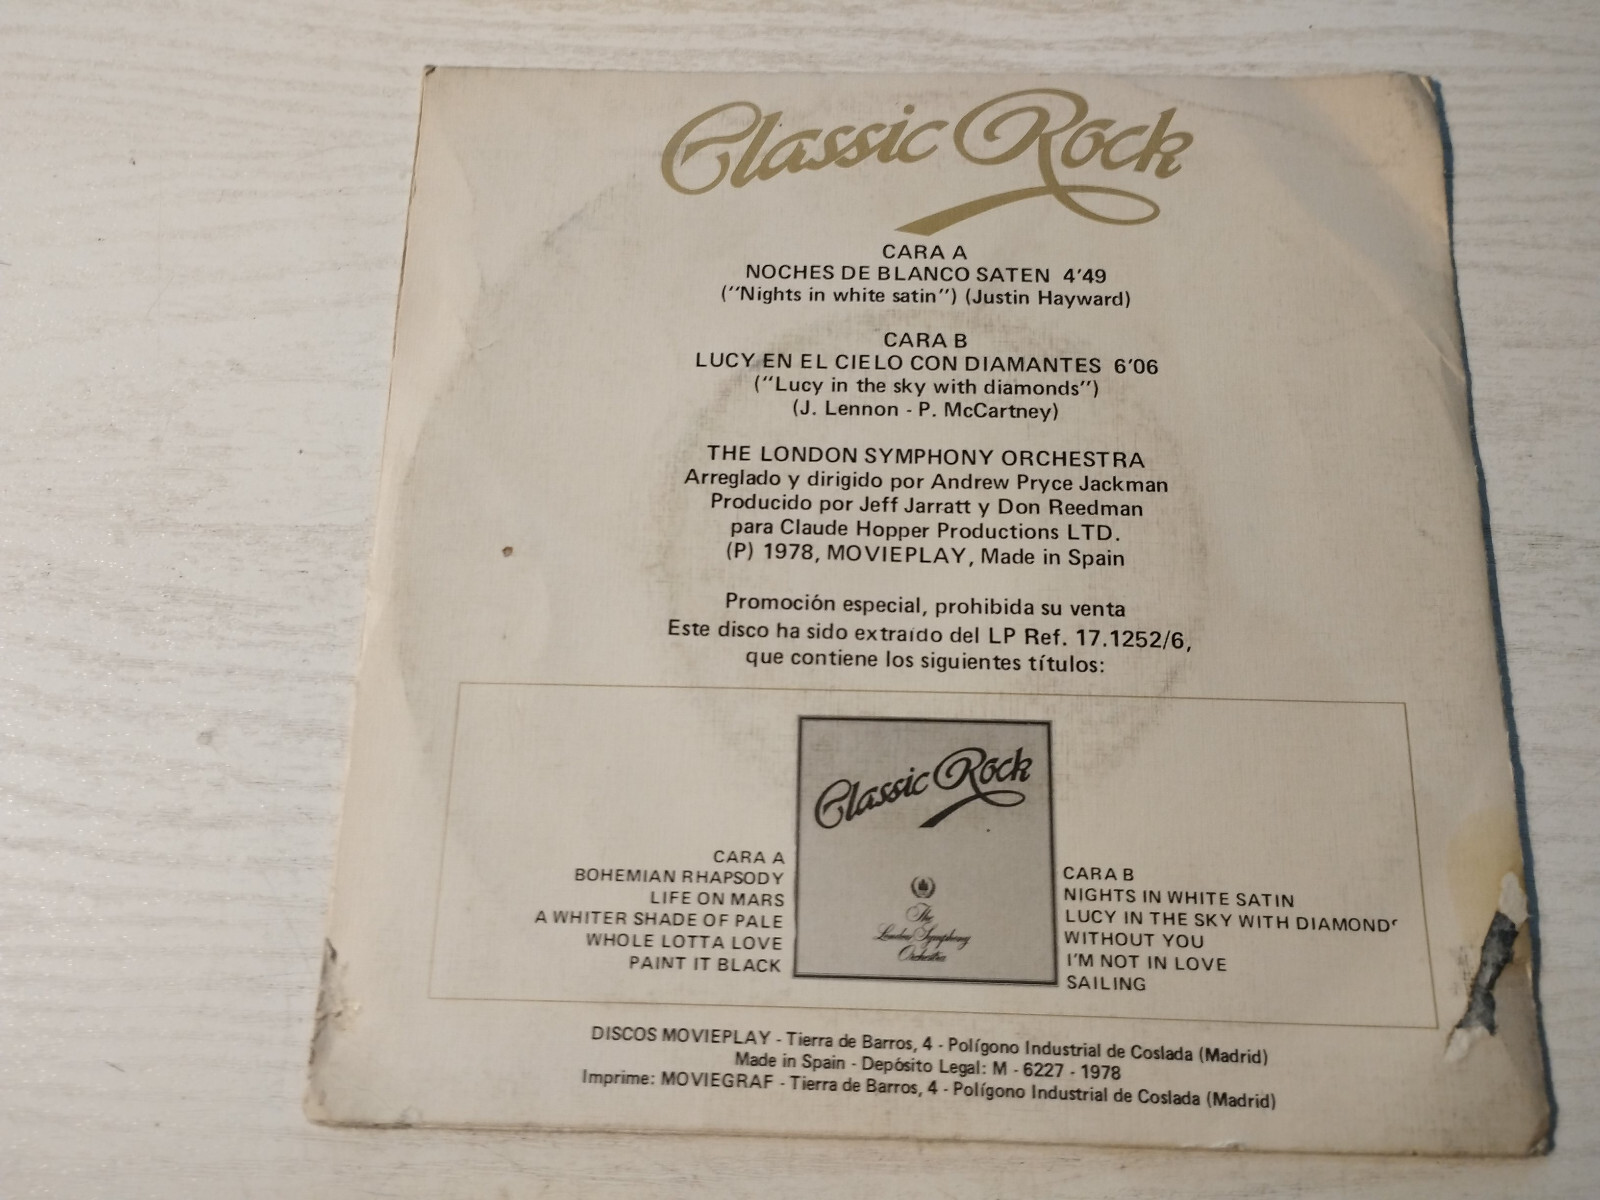 Classic Rock
CARA A
NOCHES DE BLANCO SATEN 4'49
(''Nights in white satin'') (Justin Hayward)
CARA B
LUCY EN EL CIELO CON DIAMANTES 6'06
(''Lucy in the sky with diamonds'')
(J. Lennon - P. McCartney)
THE LONDON SYMPHONY ORCHESTRA
Arreglado y dirigido por Andrew Pryce Jackman
Producido por Jeff Jarratt y Don Reedman
para Claude Hopper Productions LTD.
(P) 1978, MOVIEPLAY, Made in Spain
Promoción especial, prohibida su venta
Este disco ha sido extraído del LP Ref. 17.1252/6,
que contiene los siguientes títulos:
CARA A
BOHEMIAN RHAPSODY
LIFE ON MARS
A WHITER SHADE OF PALE
WHOLE LOTTA LOVE
PAINT IT BLACK
Classic Rock
The
London Symphony
Orchestra
CARA B
NIGHTS IN WHITE SATIN
LUCY IN THE SKY WITH DIAMONDS
WITHOUT YOU
I'M NOT IN LOVE
SAILING
DISCOS MOVIEPLAY - Tierra de Barros, 4 - Polígono Industrial de Coslada (Madrid)
Made in Spain - Depósito Legal: M - 6227 - 1978
Imprime: MOVIEGRAF - Tierra de Barros, 4 - Polígono Industrial de Coslada (Madrid)